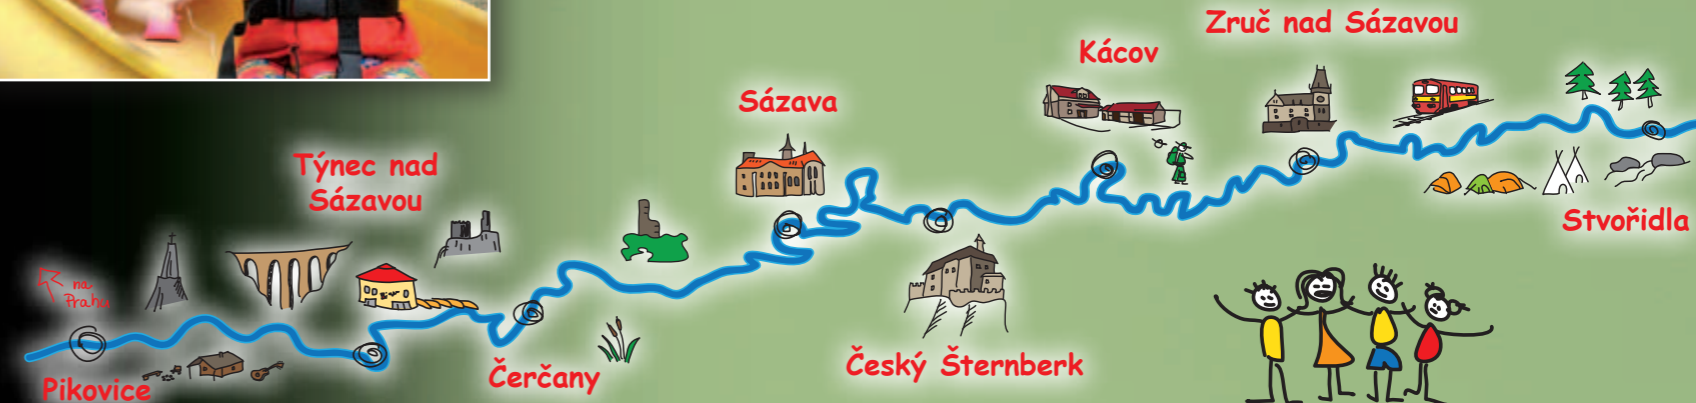 Zruč nad Sázavou
Kácov
Sázava
Týnec nad
Sázavou
Stvořidla
na
Prahu
Český Šternberk
Čerčany
Pikovice